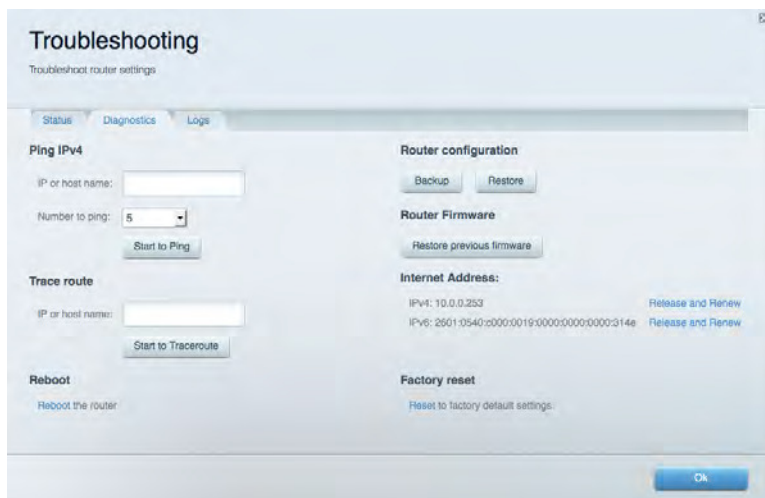 Troubleshooting
Troubleshoot router settings
Status Diagnostics Logs
Ping IPv4
IP or host name:
Number to ping: 5
Start to Ping
Trace route
IP or host name:
Start to Traceroute
Reboot
Reboot the router
Router configuration
Backup Restore
Router Firmware
Restore previous firmware
Internet Address:
IPv4: 10.0.0.253 Release and Renew
IPv6: 2601:0540:c000:0019:0000:0000:0000:314e Release and Renew
Factory reset
Reset to factory default settings
Ok